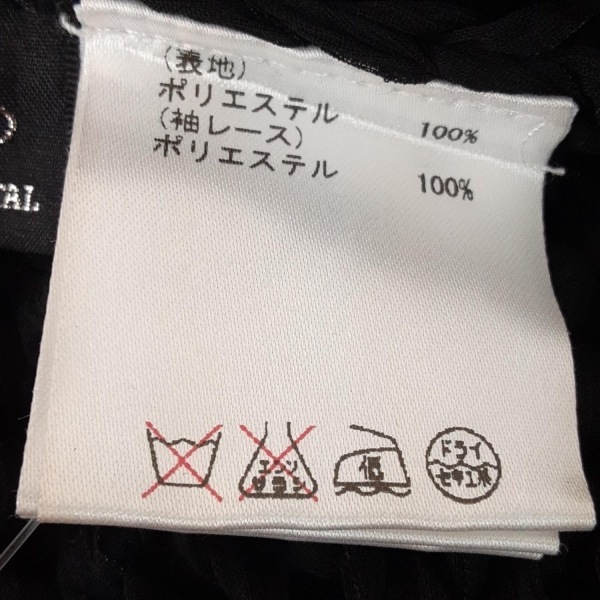 (表地)
ポリエステル 100%
(袖レース)
ポリエステル 100%
TAL
エンソ
サラシ
低
ドライ
セキユ系